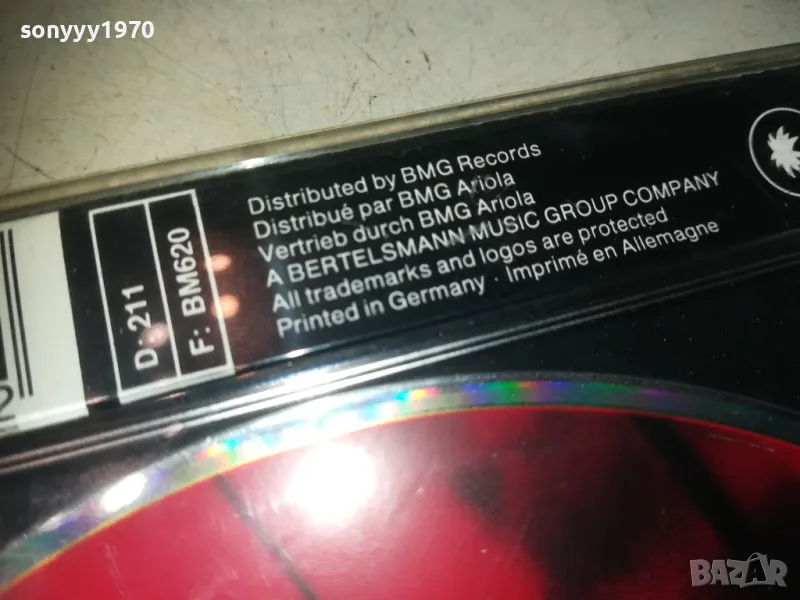 sonyyy1970
Distributed by BMG Records
Distribué par BMG Ariola
Vertrieb durch BMG Ariola
A BERTELSMANN MUSIC GROUP COMPANY
All trademarks and logos are protected
Printed in Germany · Imprimé en Allemagne
D: 211
F: BM620
BAZAR